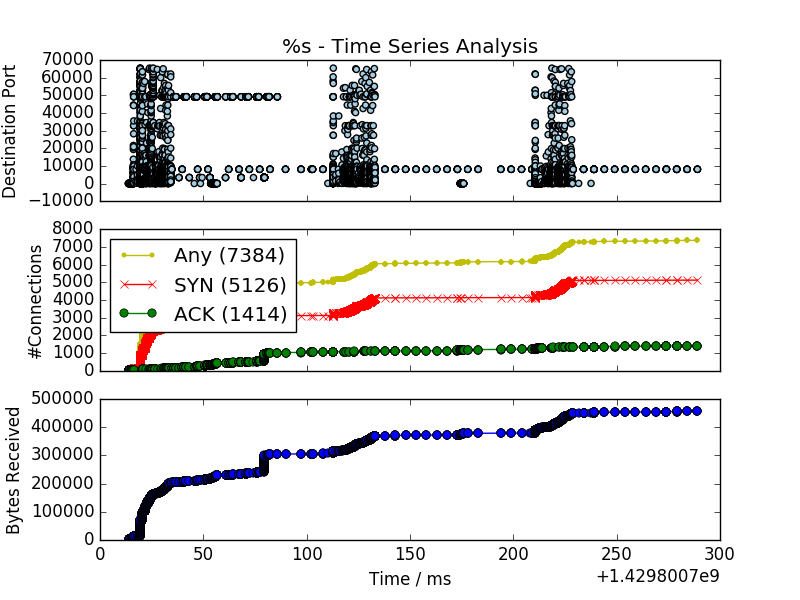 %s - Time Series Analysis
70000
60000
50000
40000
30000
20000
10000
0
−10000
Destination Port
8000
7000
6000
5000
4000
3000
2000
1000
0
#Connections
Any (7384)
SYN (5126)
ACK (1414)
500000
400000
300000
200000
100000
0
Bytes Received
0 50 100 150 200 250 300
Time / ms
+1.4298007e9